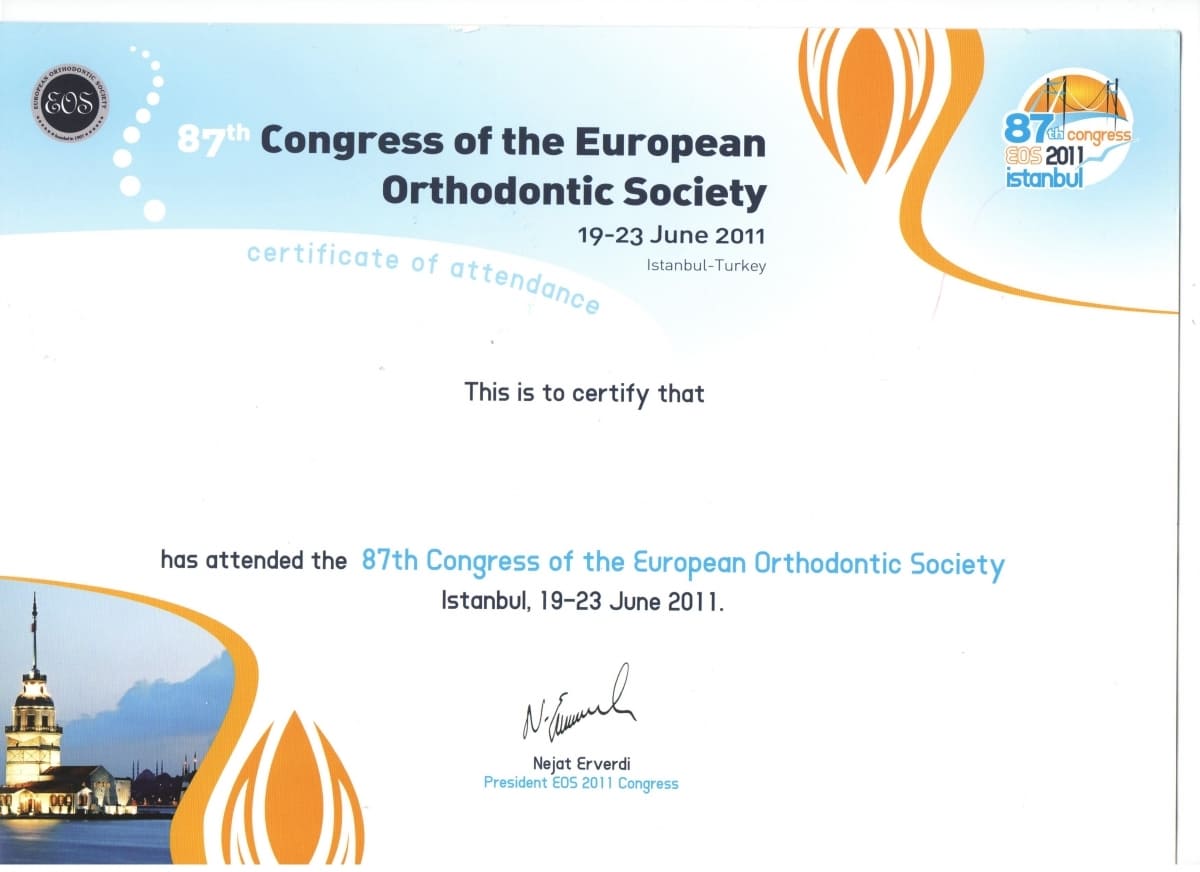 EUROPEAN ORTHODONTIC SOCIETY
EOS
founded in 1907
87th Congress of the European
Orthodontic Society
19-23 June 2011
Istanbul-Turkey
certificate of attendance
87th congress
EOS 2011
istanbul
This is to certify that
has attended the 87th Congress of the European Orthodontic Society
Istanbul, 19-23 June 2011.
Nejat Erverdi
President EOS 2011 Congress